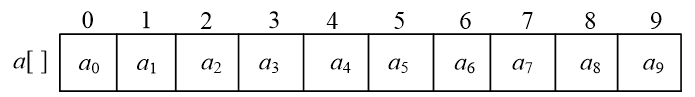 0 1 2 3 4 5 6 7 8 9
a[ ] a₀ a₁ a₂ a₃ a₄ a₅ a₆ a₇ a₈ a₉